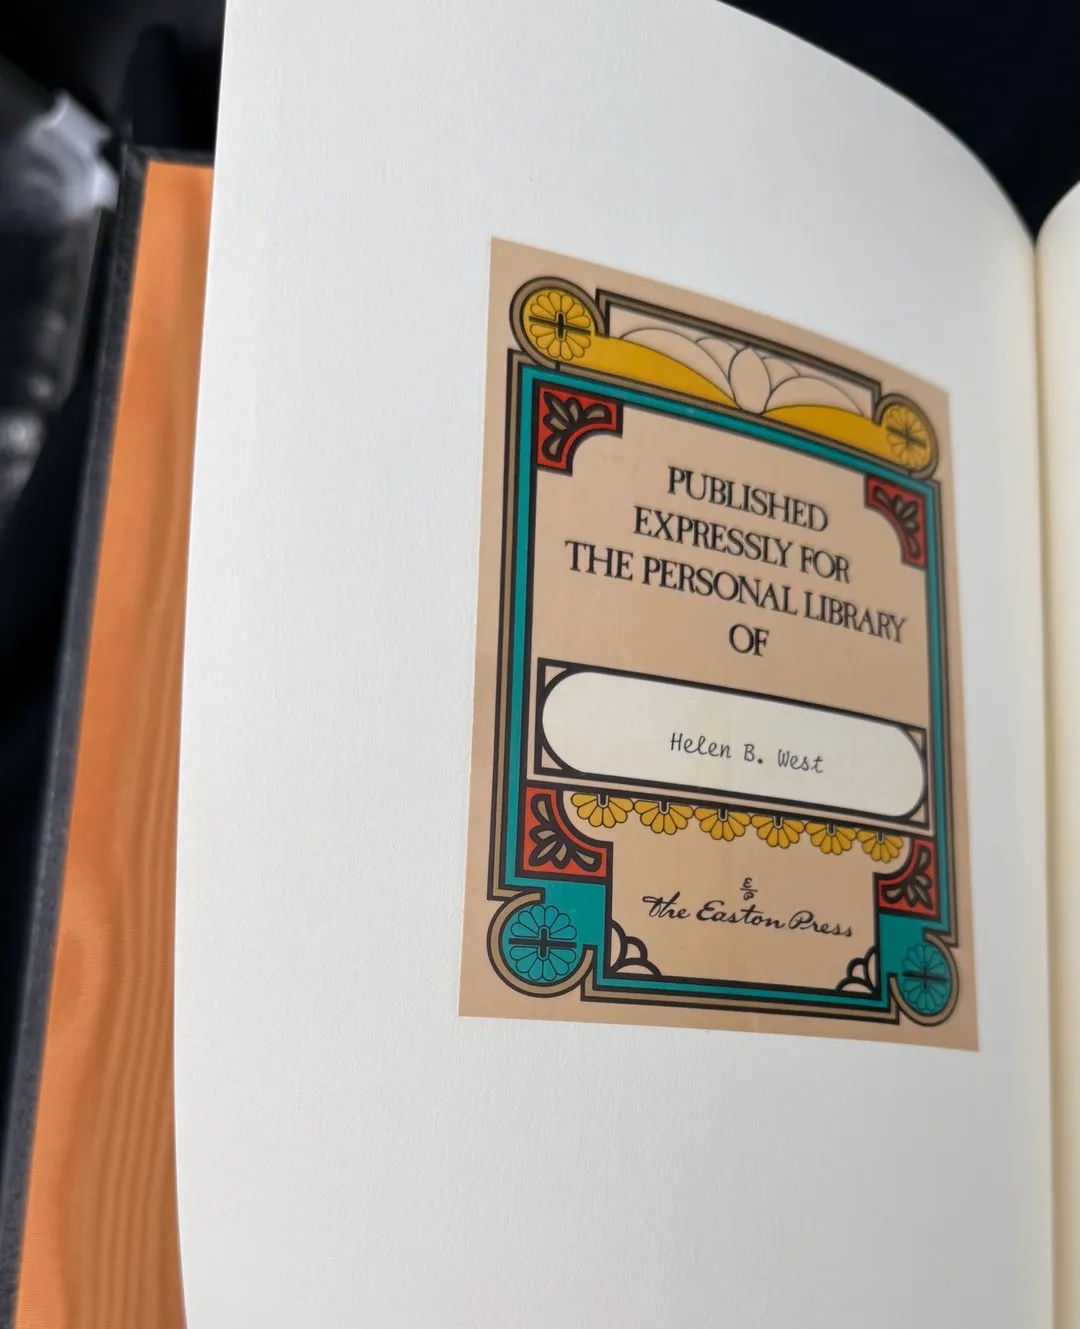 PUBLISHED
EXPRESSLY FOR
THE PERSONAL LIBRARY
OF
Helen B. West
E
P
The Easton Press